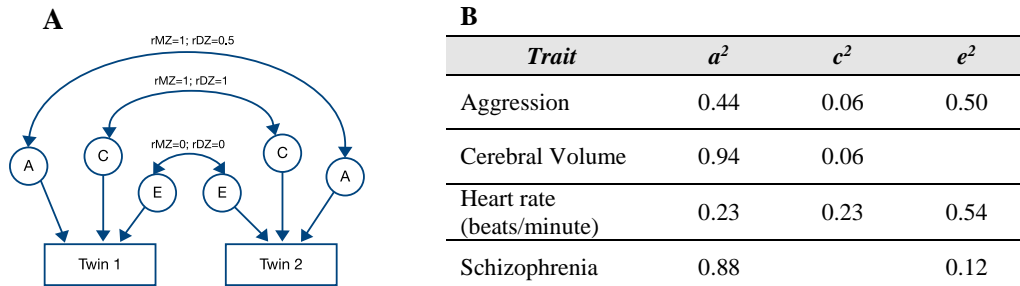 A
rMZ=1; rDZ=0.5
rMZ=1; rDZ=1
rMZ=0; rDZ=0
A
C
E
E
C
A
Twin 1
Twin 2
B
Trait a² c² e²
Aggression 0.44 0.06 0.50
Cerebral Volume 0.94 0.06
Heart rate
(beats/minute) 0.23 0.23 0.54
Schizophrenia 0.88 0.12